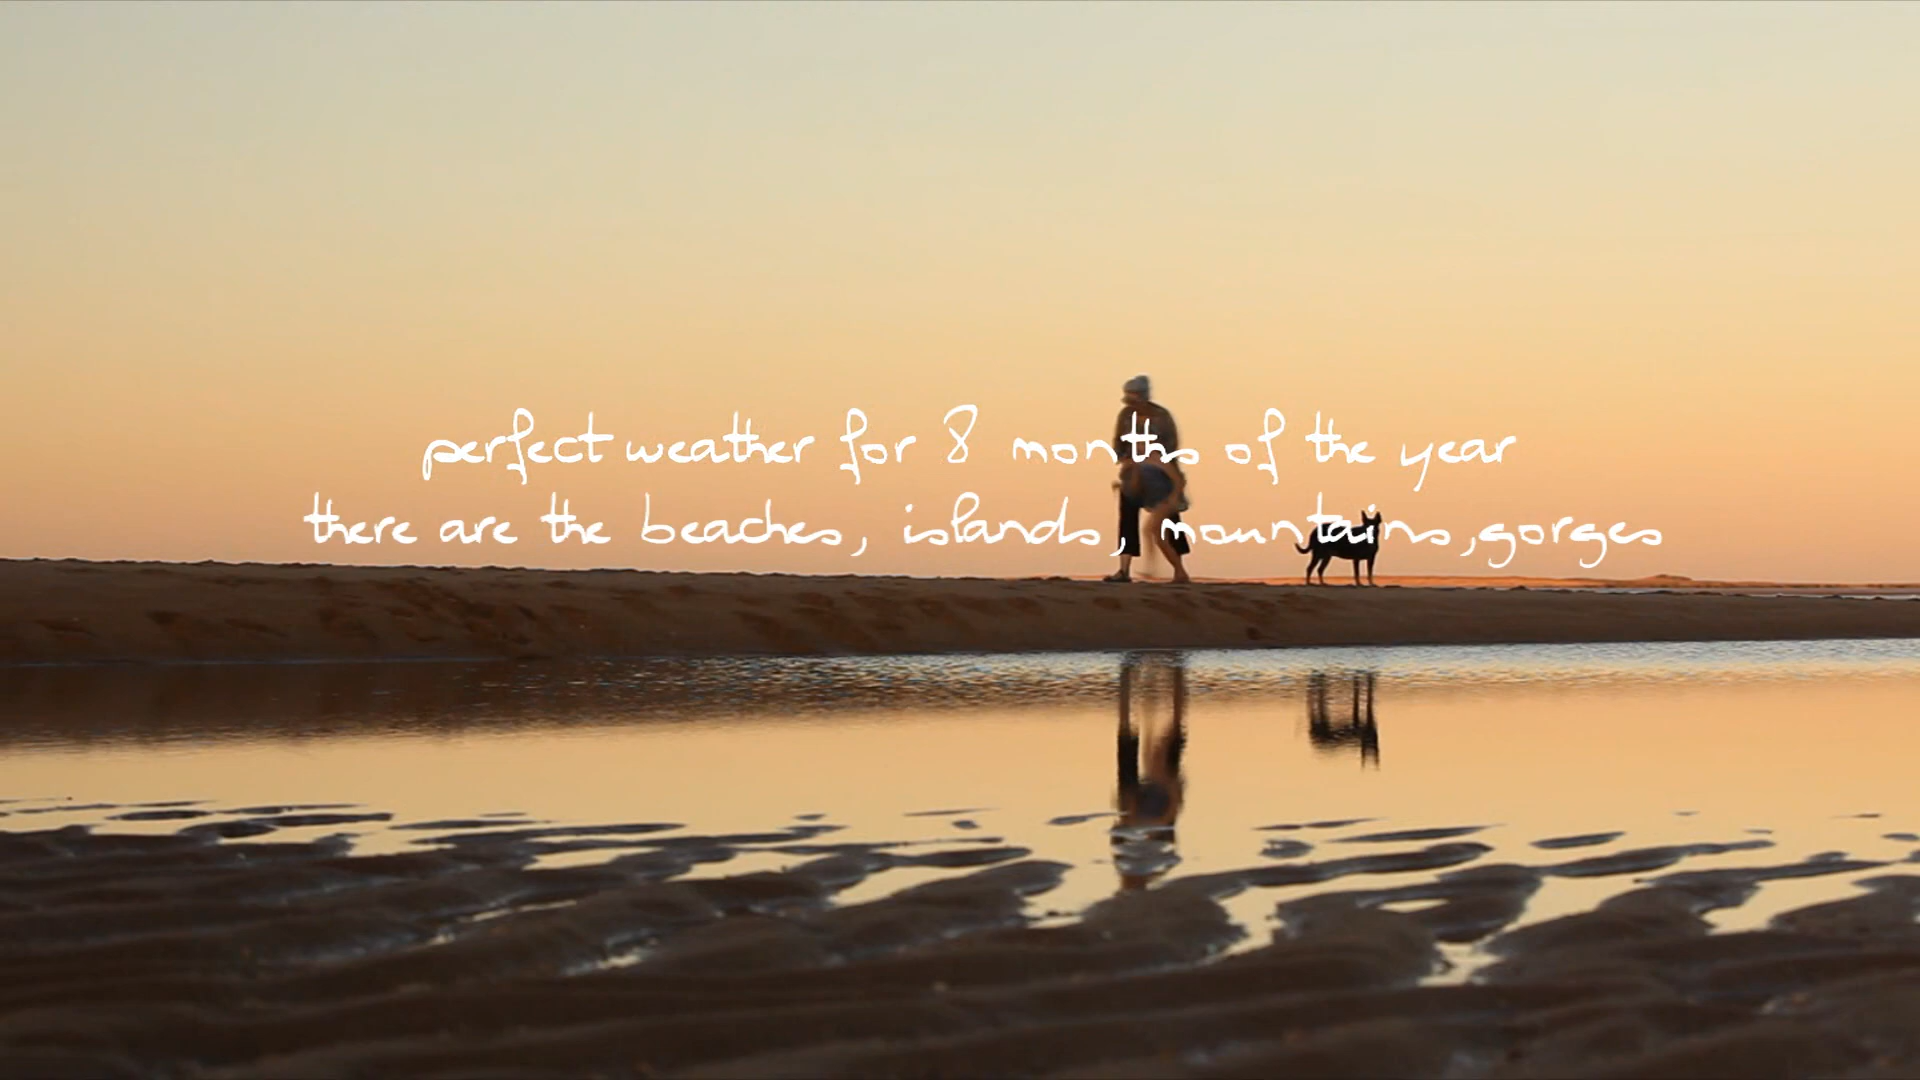 perfect weather for 8 months of the year
there are the beaches, islands, mountains,gorges